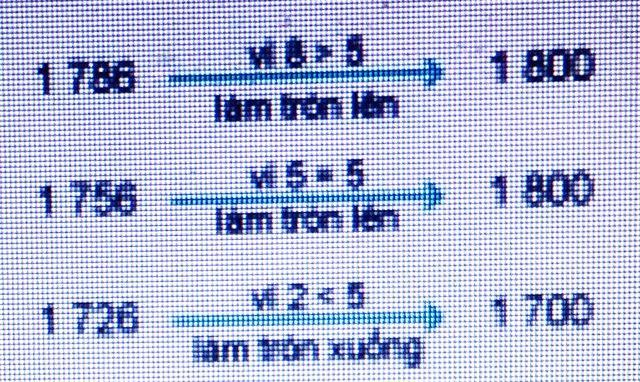 1 786 vì 8 > 5 1 800
làm tròn lên
1 756 vì 5 = 5 1 800
làm tròn lên
1 726 vì 2 < 5 1 700
làm tròn xuống